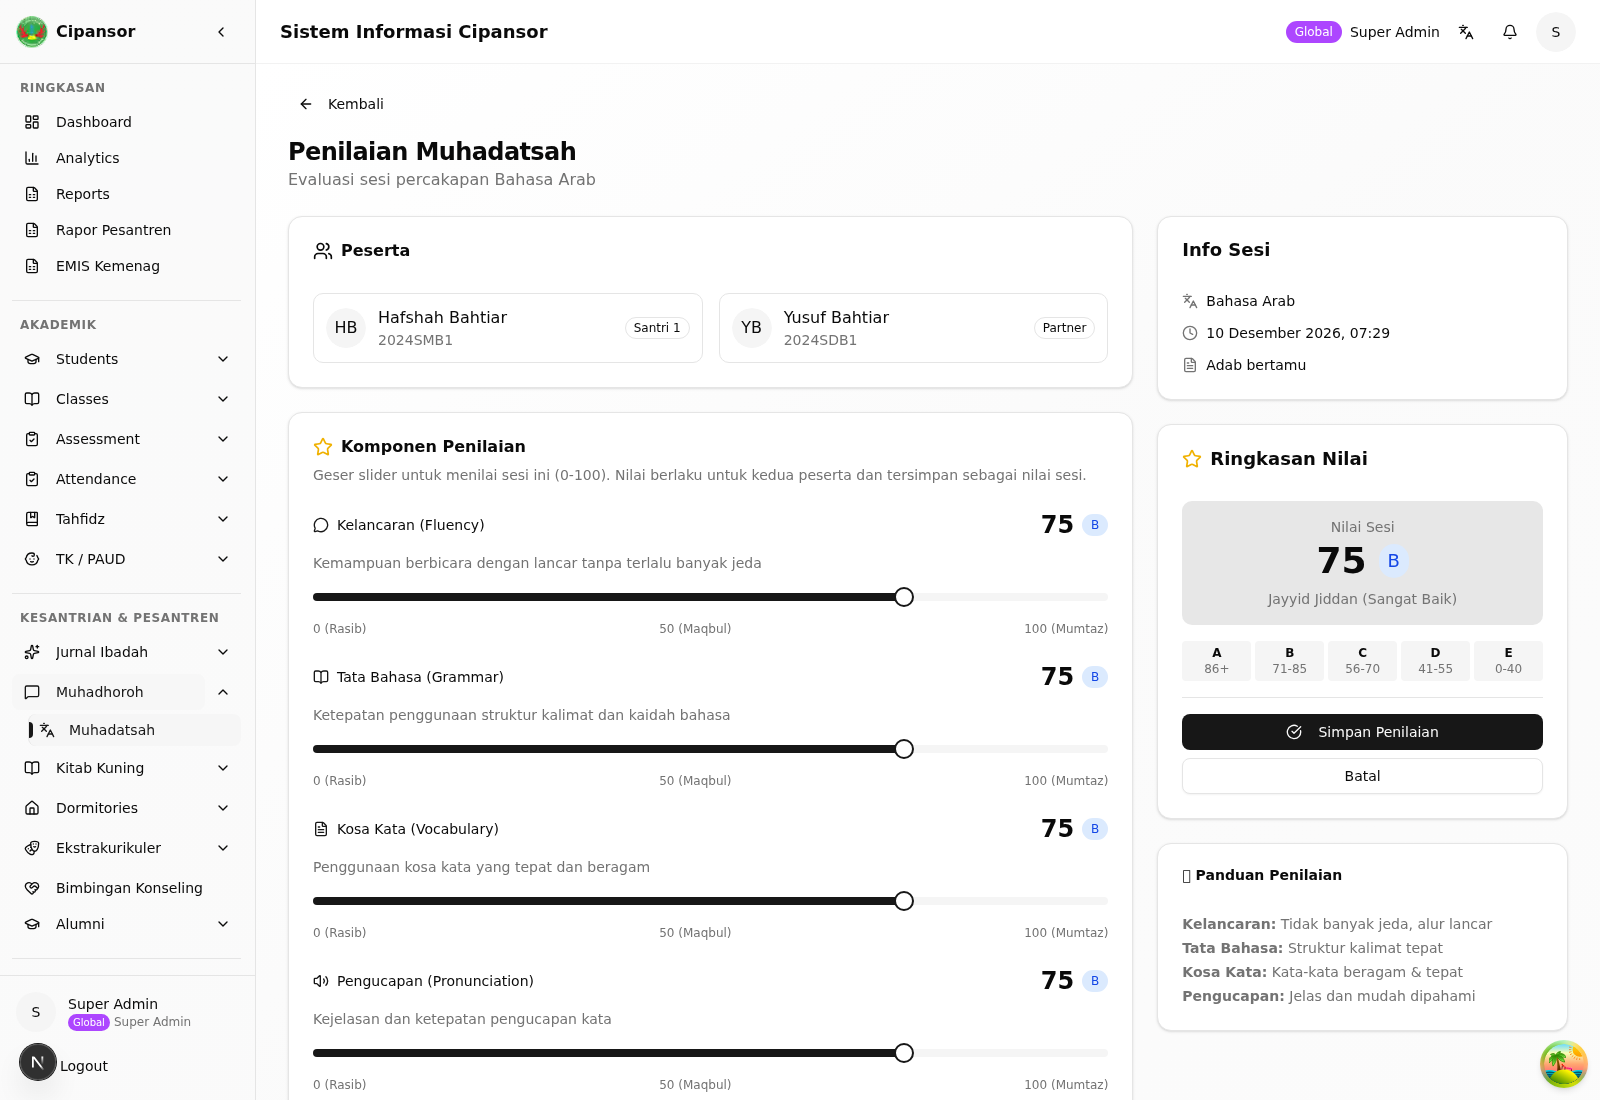 Cipansor
RINGKASAN
Dashboard
Analytics
Reports
Rapor Pesantren
EMIS Kemenag
AKADEMIK
Students
Classes
Assessment
Attendance
Tahfidz
TK / PAUD
KESANTRIAN & PESANTREN
Jurnal Ibadah
Muhadhoroh
Muhadatsah
Kitab Kuning
Dormitories
Ekstrakurikuler
Bimbingan Konseling
Alumni
S
Super Admin
Global Super Admin
N
Logout
Sistem Informasi Cipansor
Global Super Admin
S
Kembali
Penilaian Muhadatsah
Evaluasi sesi percakapan Bahasa Arab
Peserta
HB
Hafshah Bahtiar
2024SMB1
Santri 1
YB
Yusuf Bahtiar
2024SDB1
Partner
Komponen Penilaian
Geser slider untuk menilai sesi ini (0-100). Nilai berlaku untuk kedua peserta dan tersimpan sebagai nilai sesi.
Kelancaran (Fluency) 75 B
Kemampuan berbicara dengan lancar tanpa terlalu banyak jeda
0 (Rasib) 50 (Maqbul) 100 (Mumtaz)
Tata Bahasa (Grammar) 75 B
Ketepatan penggunaan struktur kalimat dan kaidah bahasa
0 (Rasib) 50 (Maqbul) 100 (Mumtaz)
Kosa Kata (Vocabulary) 75 B
Penggunaan kosa kata yang tepat dan beragam
0 (Rasib) 50 (Maqbul) 100 (Mumtaz)
Pengucapan (Pronunciation) 75 B
Kejelasan dan ketepatan pengucapan kata
0 (Rasib) 50 (Maqbul) 100 (Mumtaz)
Info Sesi
Bahasa Arab
10 Desember 2026, 07:29
Adab bertamu
Ringkasan Nilai
Nilai Sesi
75 B
Jayyid Jiddan (Sangat Baik)
A B C D E
86+ 71-85 56-70 41-55 0-40
Simpan Penilaian
Batal
Panduan Penilaian
Kelancaran: Tidak banyak jeda, alur lancar
Tata Bahasa: Struktur kalimat tepat
Kosa Kata: Kata-kata beragam & tepat
Pengucapan: Jelas dan mudah dipahami